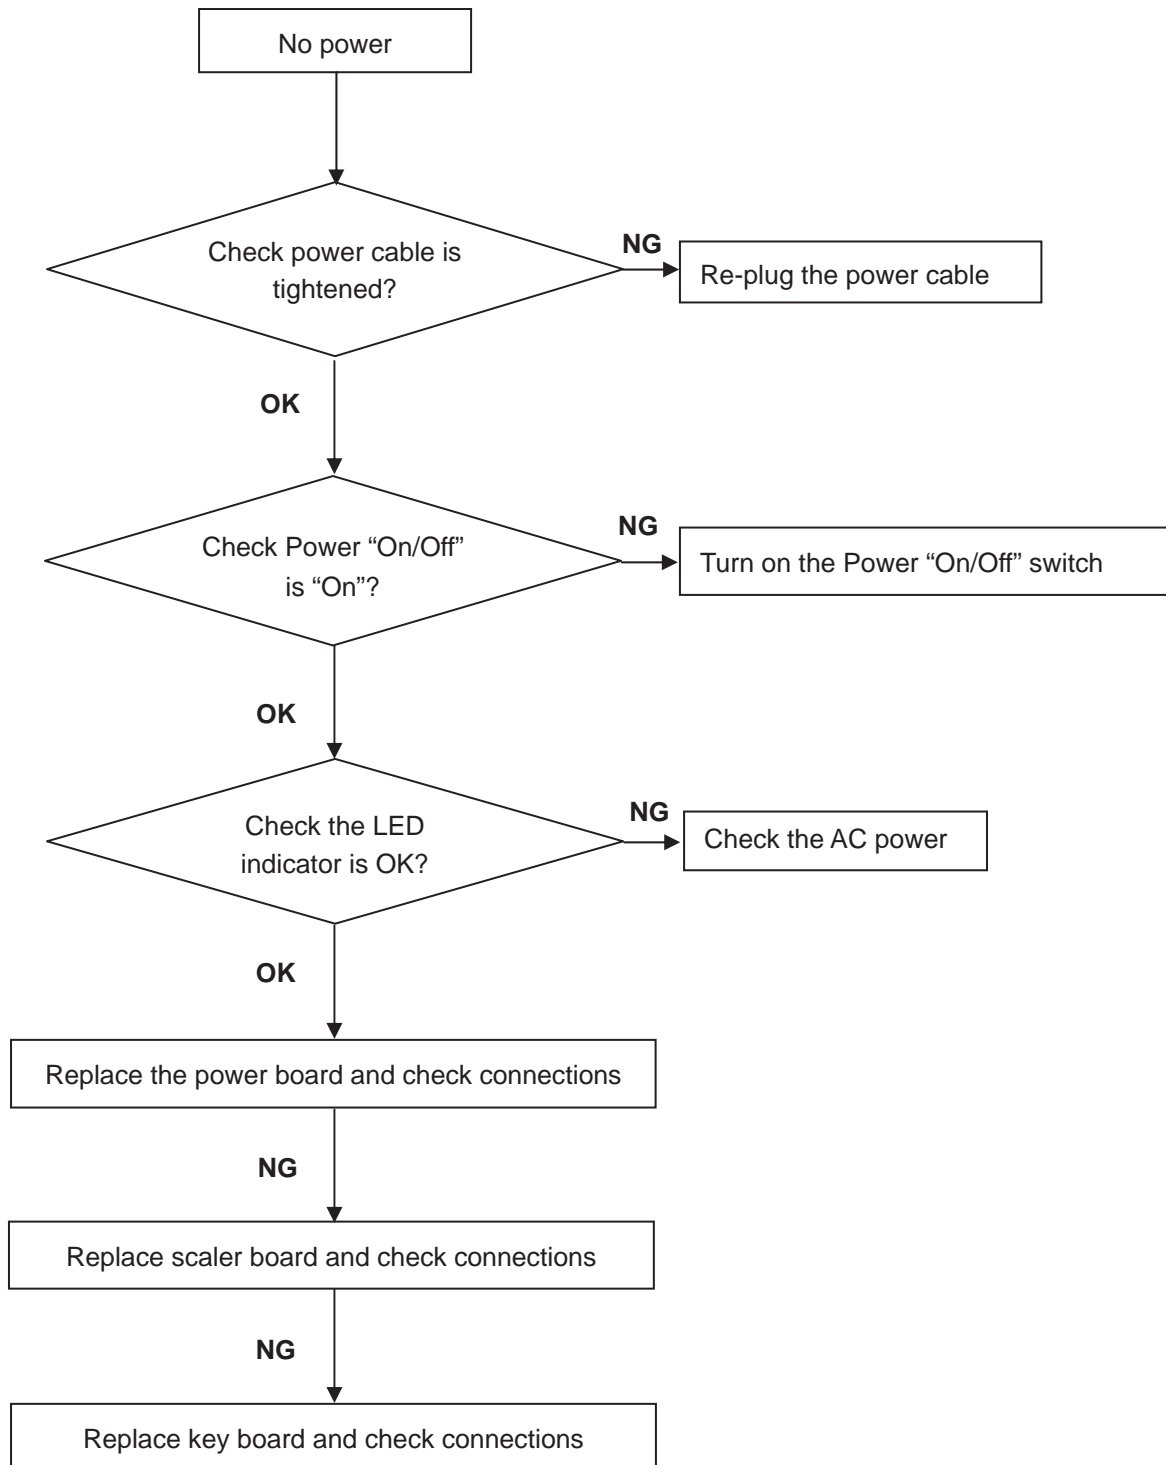 No power
Check power cable is
tightened?
NG
Re-plug the power cable
OK
Check Power “On/Off”
is “On”?
NG
Turn on the Power “On/Off” switch
OK
Check the LED
indicator is OK?
NG
Check the AC power
OK
Replace the power board and check connections
NG
Replace scaler board and check connections
NG
Replace key board and check connections